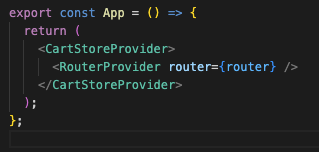 export const App = () => {
  return (
    <CartStoreProvider>
      <RouterProvider router={router} />
    </CartStoreProvider>
  );
};